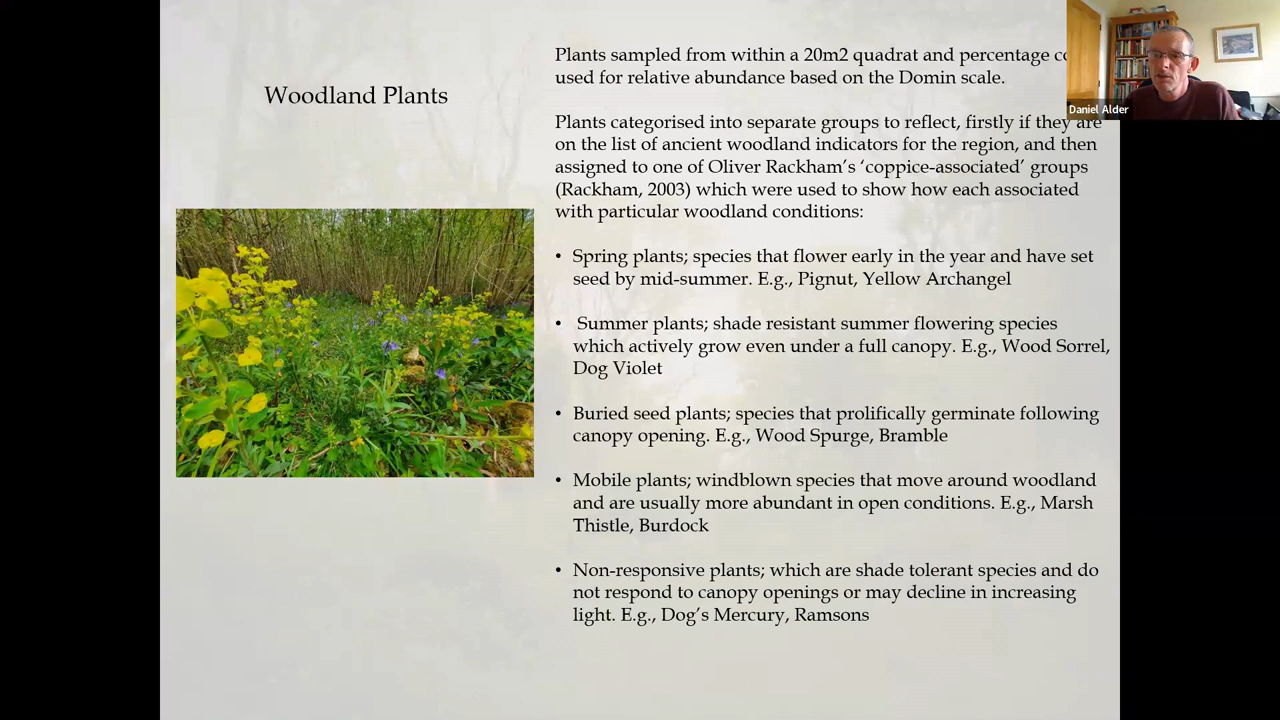 Woodland Plants
Plants sampled from within a 20m2 quadrat and percentage
used for relative abundance based on the Domin scale.
Plants categorised into separate groups to reflect, firstly if they are
on the list of ancient woodland indicators for the region, and then
assigned to one of Oliver Rackham’s ‘coppice-associated’ groups
(Rackham, 2003) which were used to show how each associated
with particular woodland conditions:
• Spring plants; species that flower early in the year and have set
seed by mid-summer. E.g., Pignut, Yellow Archangel
• Summer plants; shade resistant summer flowering species
which actively grow even under a full canopy. E.g., Wood Sorrel,
Dog Violet
• Buried seed plants; species that prolifically germinate following
canopy opening. E.g., Wood Spurge, Bramble
• Mobile plants; windblown species that move around woodland
and are usually more abundant in open conditions. E.g., Marsh
Thistle, Burdock
• Non-responsive plants; which are shade tolerant species and do
not respond to canopy openings or may decline in increasing
light. E.g., Dog’s Mercury, Ramsons
Daniel Alder